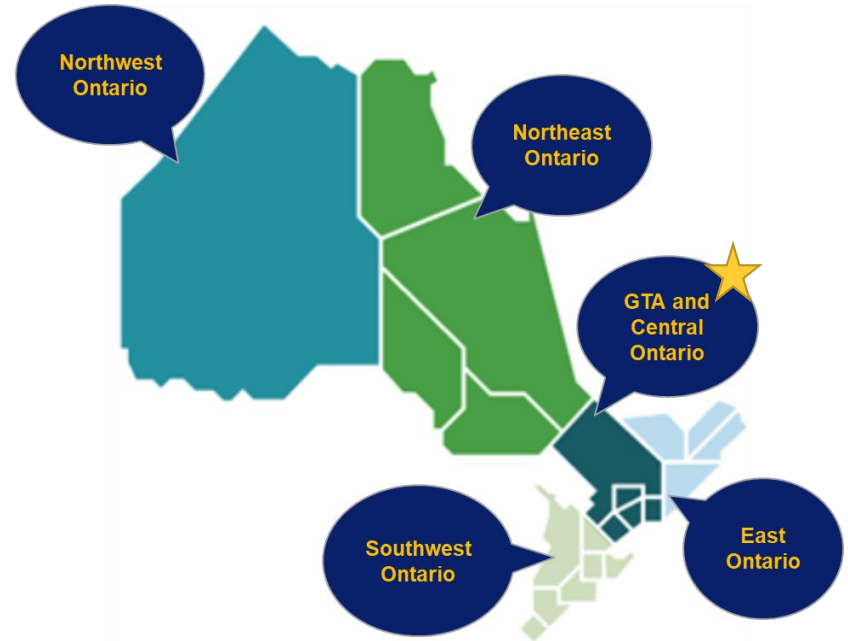 Northwest
Ontario
Northeast
Ontario
GTA and
Central
Ontario
Southwest
Ontario
East
Ontario